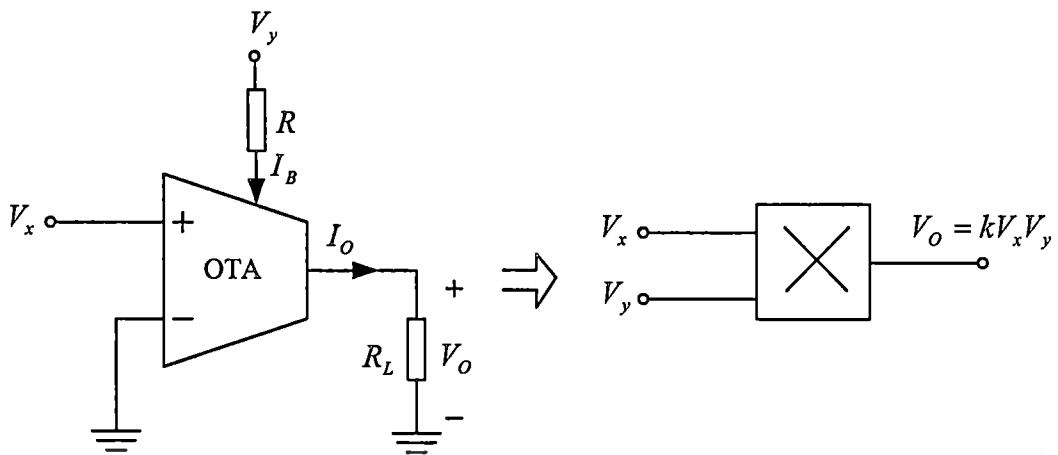 V_y
R
I_B
V_x
+
OTA
−
I_O
+
R_L
V_O
−
V_x
V_y
V_O = kV_xV_y